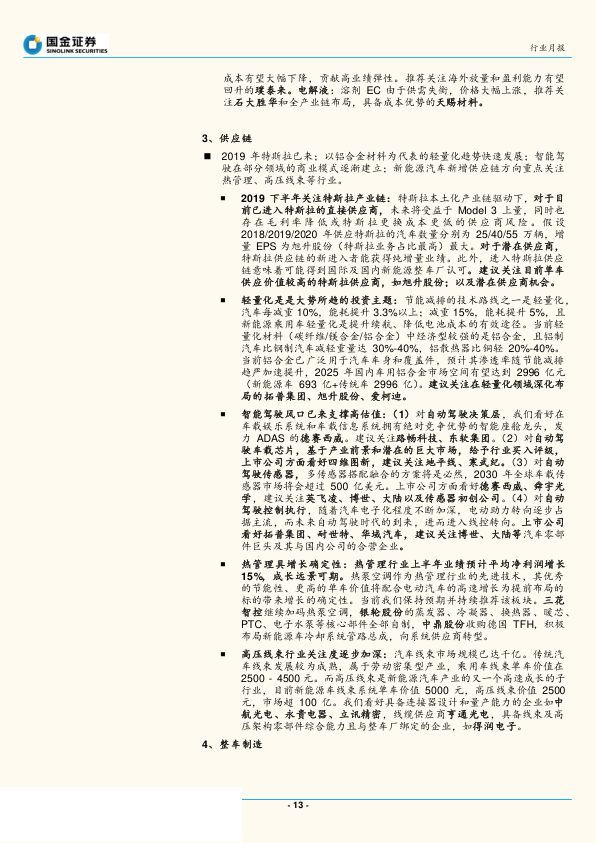 国金证券
SINOLINK SECURITIES
行业月报
成本有望大幅下降，贡献高业绩弹性。推荐关注海外放量和盈利能力有望
回升的璞泰来。电解液：溶剂 EC 由于供需失衡，价格大幅上涨，推荐关
注石大胜华和全产业链布局，具备成本优势的天赐材料。
3、供应链
■ 2019 年特斯拉已来；以铝合金材料为代表的轻量化趋势快速发展；智能驾
驶在部分领域的商业模式逐渐建立；新能源汽车新增供应链方向重点关注
热管理、高压线束等行业。
▪ 2019 下半年关注特斯拉产业链：特斯拉本土化产业链驱动下，对于目
前已进入特斯拉的直接供应商，未来将受益于 Model 3 上量，同时也
存在毛利率降低或特斯拉更换成本更低的供应商风险。假设
2018/2019/2020 年供应特斯拉的汽车数量分别为 25/40/55 万辆，增
量 EPS 为旭升股份（特斯拉业务占比最高）最大。对于潜在供应商，
特斯拉供应链的新进入者能获得纯增量业绩。此外，进入特斯拉供应
链意味着可能得到国际及国内新能源整车厂认可。建议关注目前单车
供应价值较高的特斯拉供应商，如旭升股份；以及潜在供应商机会。
▪ 轻量化是是大势所趋的投资主题：节能减排的技术路线之一是轻量化，
汽车每减重 10%，能耗提升 3.3%以上；减重 15%，能耗提升 5%，且
新能源乘用车轻量化是提升续航、降低电池成本的有效途径。当前轻
量化材料（碳纤维/镁合金/铝合金）中经济型较强的是铝合金，且铝制
汽车比钢制汽车减轻重量达 30%-40%，铝散热器比铜轻 20%-40%。
当前铝合金已广泛用于汽车车身和覆盖件，预计其渗透率随节能减排
趋严加速提升，2025 年国内车用铝合金市场空间有望达到 2996 亿元
（新能源车 693 亿+传统车 2996 亿）。建议关注在轻量化领域深化布
局的拓普集团、旭升股份、爱柯迪。
▪ 智能驾驶风口已来支撑高估值：（1）对自动驾驶决策层，我们看好在
车载娱乐系统和车载信息系统拥有绝对竞争优势的智能座舱龙头，发
力 ADAS 的德赛西威。建议关注路畅科技、东软集团。（2）对自动驾
驶车载芯片，基于产业前景和潜在的巨大市场，给予行业买入评级，
上市公司方面看好四维图新，建议关注地平线、寒武纪。（3）对自动
驾驶传感器，多传感器搭配融合的方案将是必然，2030 年全球车载传
感器市场将会超过 500 亿美元。上市公司方面看好德赛西威、舜宇光
学，建议关注英飞凌、博世、大陆以及传感器初创公司。（4）对自动
驾驶控制执行，随着汽车电子化程度不断加深，电动助力转向逐步占
据主流，而未来自动驾驶时代的到来，进而进入线控转向。上市公司
看好拓普集团、耐世特、华域汽车，建议关注博世、大陆等汽车零部
件巨头及其与国内公司的合营企业。
▪ 热管理具增长确定性：热管理行业上半年业绩预计平均净利润增长
15%，成长远景可期。热泵空调作为热管理行业的先进技术，其优秀
的节能性、更高的单车价值将配合电动汽车的高速增长为提前布局的
标的带来增长的确定性。当前我们保持预期并持续推荐该板块。三花
智控继续加码热泵空调，银轮股份的蒸发器、冷凝器、换热器、暖芯、
PTC、电子水泵等核心部件全部自制，中鼎股份收购德国 TFH，积极
布局新能源车冷却系统管路总成，向系统供应商转型。
▪ 高压线束行业关注度逐步加深：汽车线束市场规模已达千亿。传统汽
车线束发展较为成熟，属于劳动密集型产业，乘用车线束单车价值在
2500 - 4500 元。而高压线束是新能源汽车产业的又一个高速成长的子
行业，目前新能源车线束系统单车价值 5000 元，高压线束价值 2500
元，市场超 100 亿。我们看好具备连接器设计和量产能力的企业如中
航光电、永贵电器、立讯精密，线缆供应商亨通光电，具备线束及高
压架构零部件综合能力且与整车厂绑定的企业，如得润电子。
4、整车制造
- 13 -